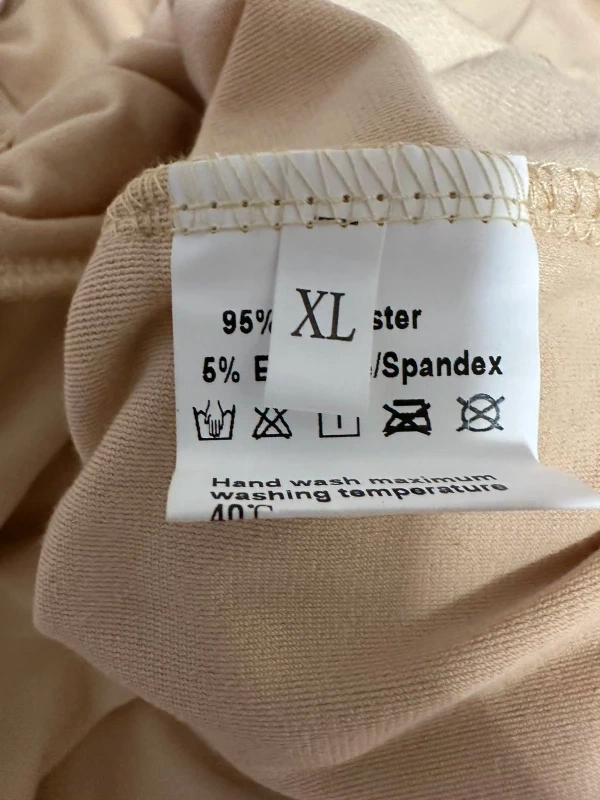 XL
95% ster
5% E /Spandex
Hand wash maximum
washing temperature
40℃